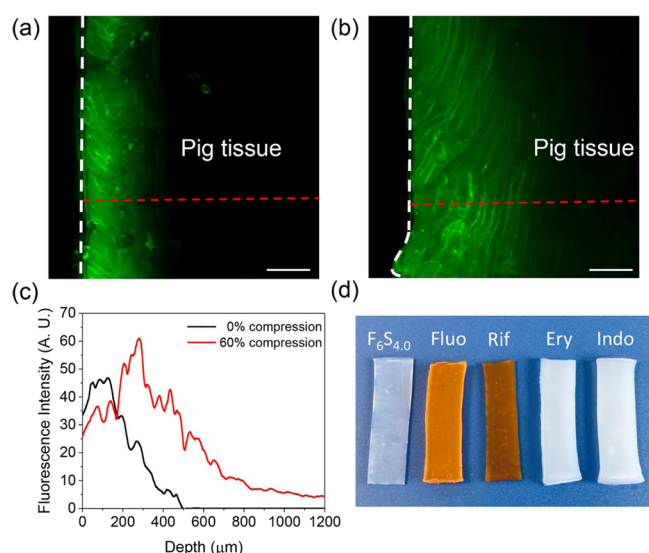 (a)
Pig tissue
(b)
Pig tissue
(c)
Fluorescence Intensity (A. U.)
70
60
50
40
30
20
10
0
0% compression
60% compression
0 200 400 600 800 1000 1200
Depth (μm)
(d)
F₆S₄.₀ Fluo Rif Ery Indo